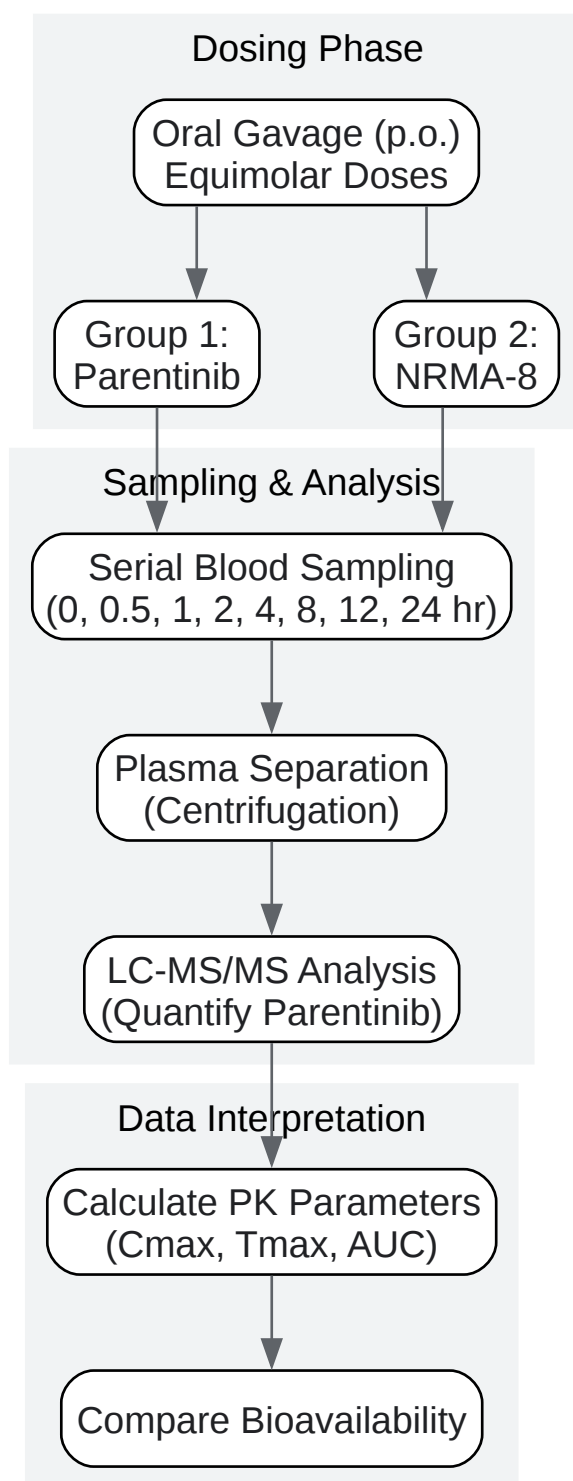 Dosing Phase
Oral Gavage (p.o.)
Equimolar Doses
Group 1:
Parentinib
Group 2:
NRMA-8
Sampling & Analysis
Serial Blood Sampling
(0, 0.5, 1, 2, 4, 8, 12, 24 hr)
Plasma Separation
(Centrifugation)
LC-MS/MS Analysis
(Quantify Parentinib)
Data Interpretation
Calculate PK Parameters
(Cmax, Tmax, AUC)
Compare Bioavailability